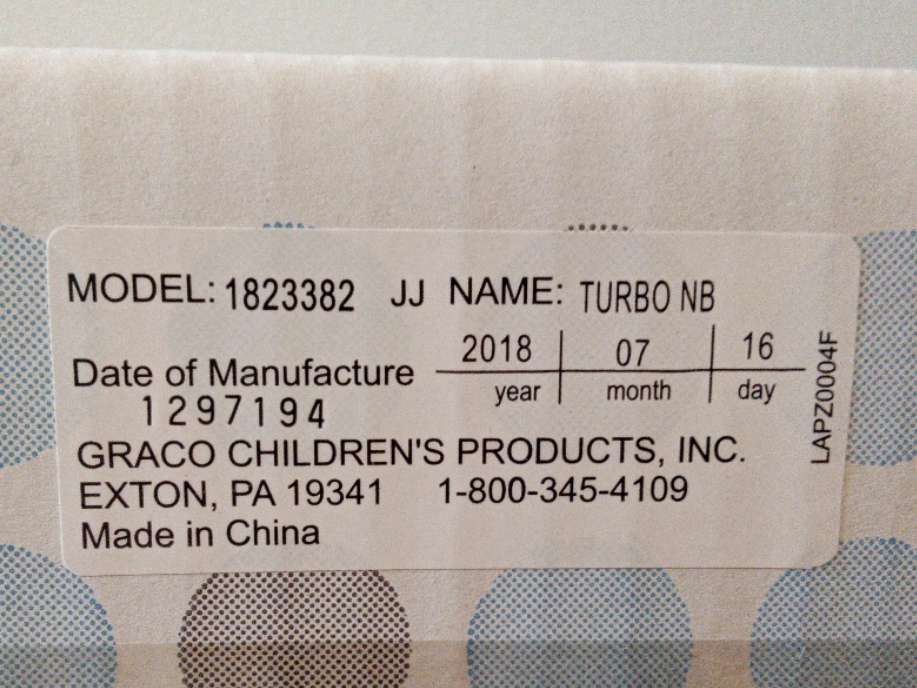 MODEL: 1823382 JJ NAME: TURBO NB
Date of Manufacture 2018 07 16
year month day
1297194
GRACO CHILDREN'S PRODUCTS, INC.
EXTON, PA 19341 1-800-345-4109
Made in China
LAPZ0004F